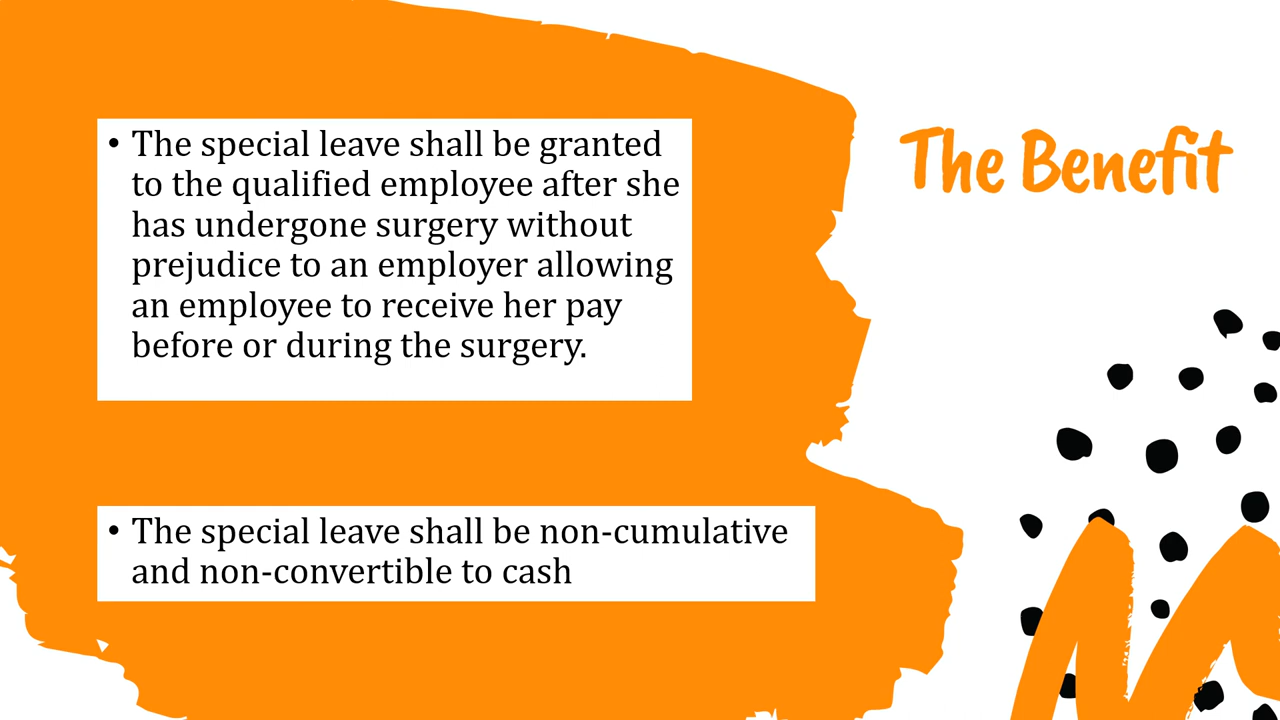 The Benefit
• The special leave shall be granted
to the qualified employee after she
has undergone surgery without
prejudice to an employer allowing
an employee to receive her pay
before or during the surgery.
• The special leave shall be non-cumulative
and non-convertible to cash